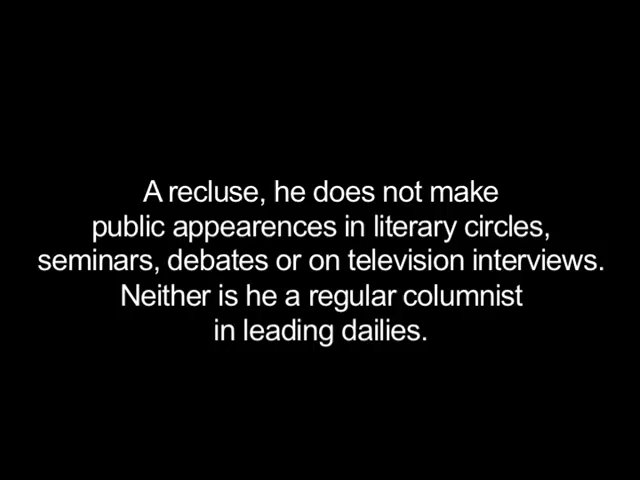 A recluse, he does not make
public appearences in literary circles,
seminars, debates or on television interviews.
Neither is he a regular columnist
in leading dailies.